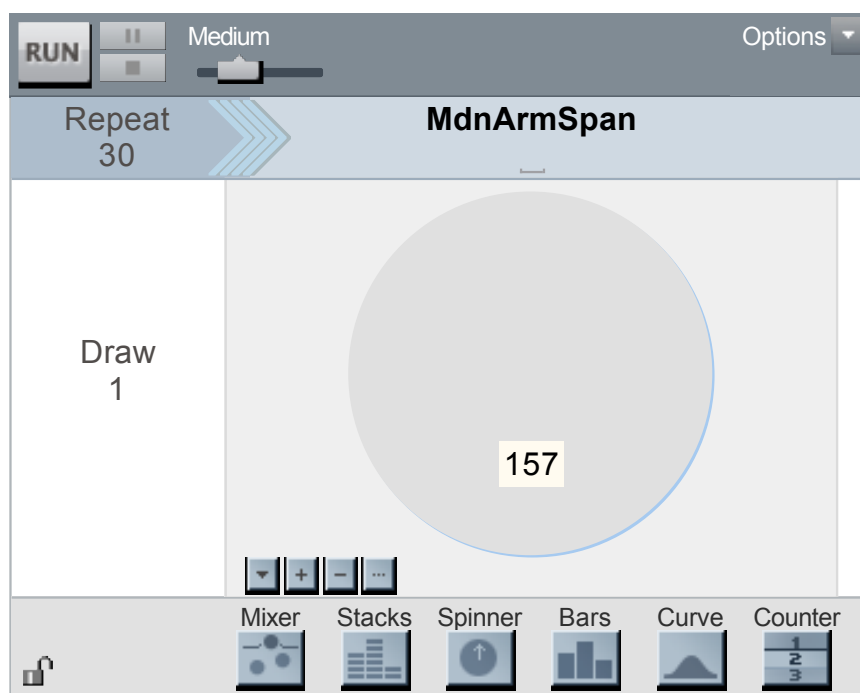 RUN
Medium
Options
Repeat
30
MdnArmSpan
Draw
1
157
Mixer Stacks Spinner Bars Curve Counter
1
2
3